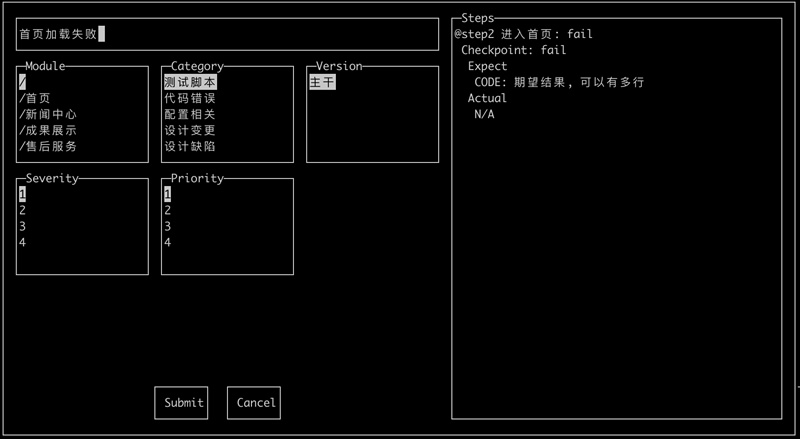 首页加载失败
Module
/
/首页
/新闻中心
/成果展示
/售后服务
Category
测试脚本
代码错误
配置相关
设计变更
设计缺陷
Version
主干
Severity
1
2
3
4
Priority
1
2
3
4
Submit
Cancel
Steps
@step2 进入首页: fail
Checkpoint: fail
Expect
CODE: 期望结果, 可以有多行
Actual
N/A